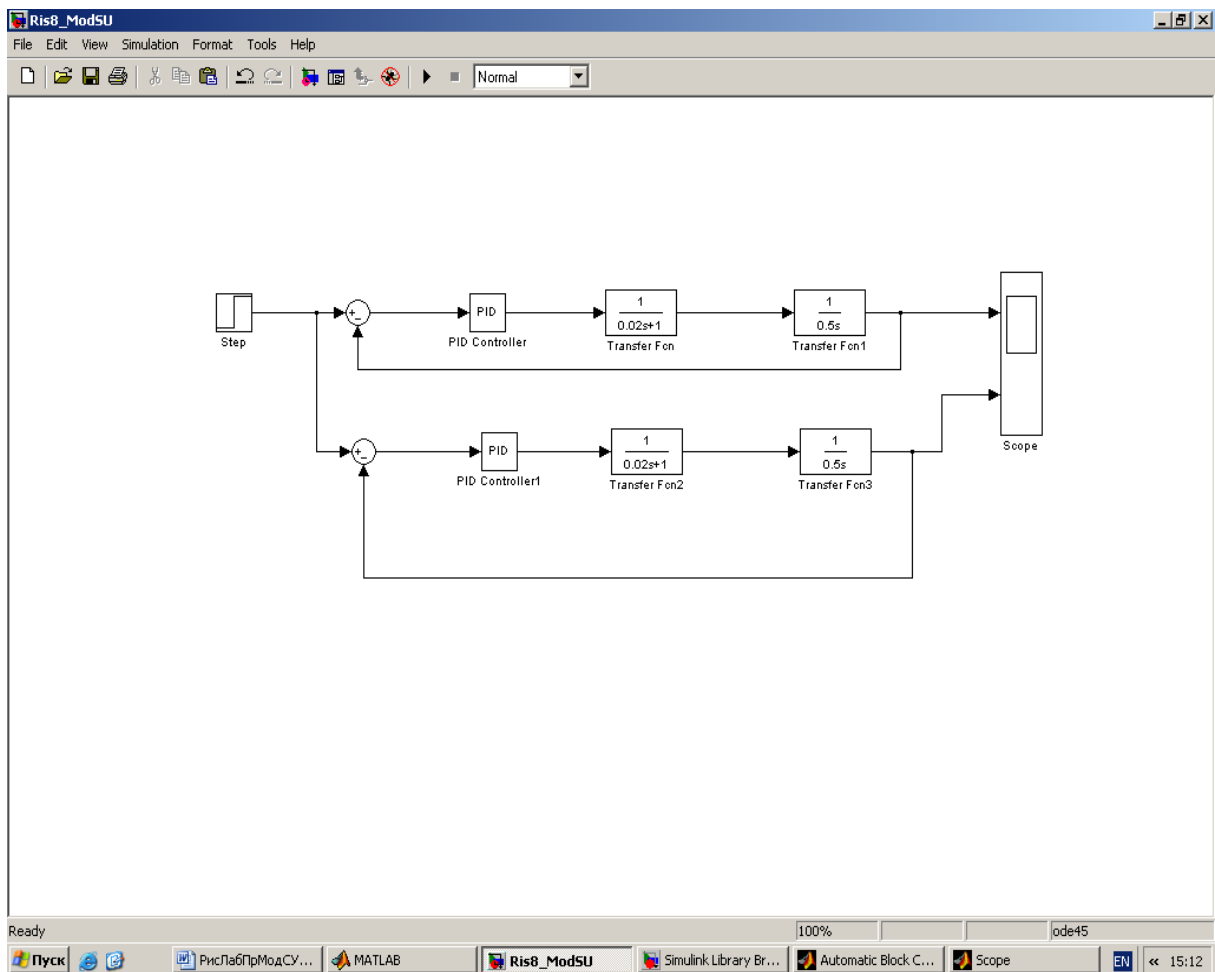 Ris8_ModSU
File Edit View Simulation Format Tools Help
Normal
Step
+
-
PID
PID Controller
1
0.02s+1
Transfer Fcn
1
0.5s
Transfer Fcn1
Scope
+
-
PID
PID Controller1
1
0.02s+1
Transfer Fcn2
1
0.5s
Transfer Fcn3
Ready 100% ode45
Пуск РисЛабПрМодСУ... MATLAB Ris8_ModSU Simulink Library Br... Automatic Block C... Scope EN « 15:12